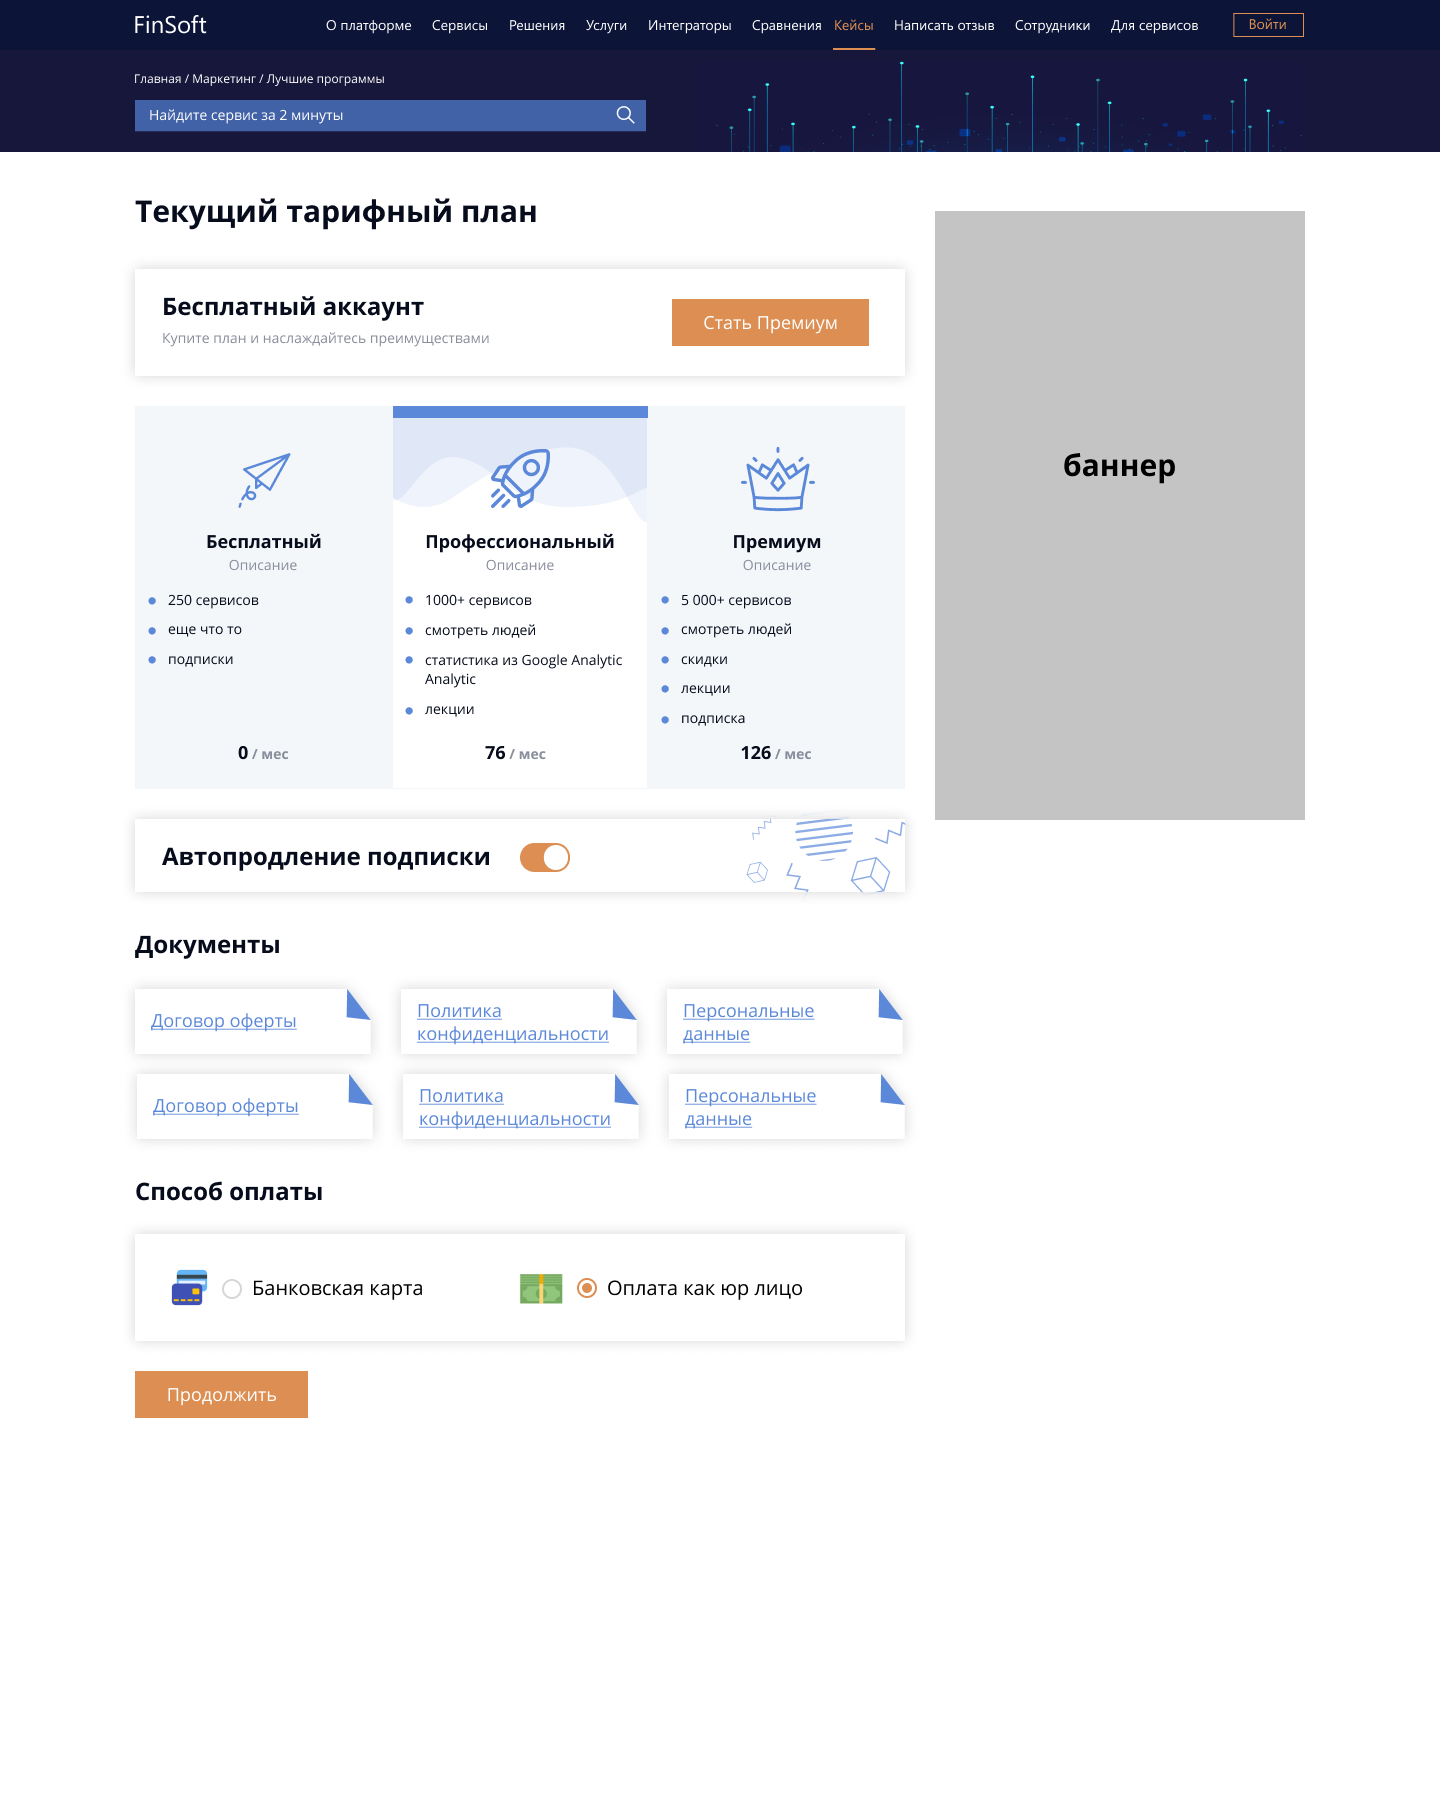 FinSoft
О платформе Сервисы Решения Услуги Интеграторы Сравнения Кейсы Написать отзыв Сотрудники Для сервисов Войти
Главная / Маркетинг / Лучшие программы
Найдите сервис за 2 минуты
Текущий тарифный план
Бесплатный аккаунт
Купите план и наслаждайтесь преимуществами
Стать Премиум
баннер
Бесплатный
Описание
250 сервисов
еще что то
подписки
0 / мес
Профессиональный
Описание
1000+ сервисов
смотреть людей
статистика из Google Analytic
Analytic
лекции
76 / мес
Премиум
Описание
5 000+ сервисов
смотреть людей
скидки
лекции
подписка
126 / мес
Автопродление подписки
Документы
Договор оферты
Политика
конфиденциальности
Персональные
данные
Договор оферты
Политика
конфиденциальности
Персональные
данные
Способ оплаты
Банковская карта
Оплата как юр лицо
Продолжить